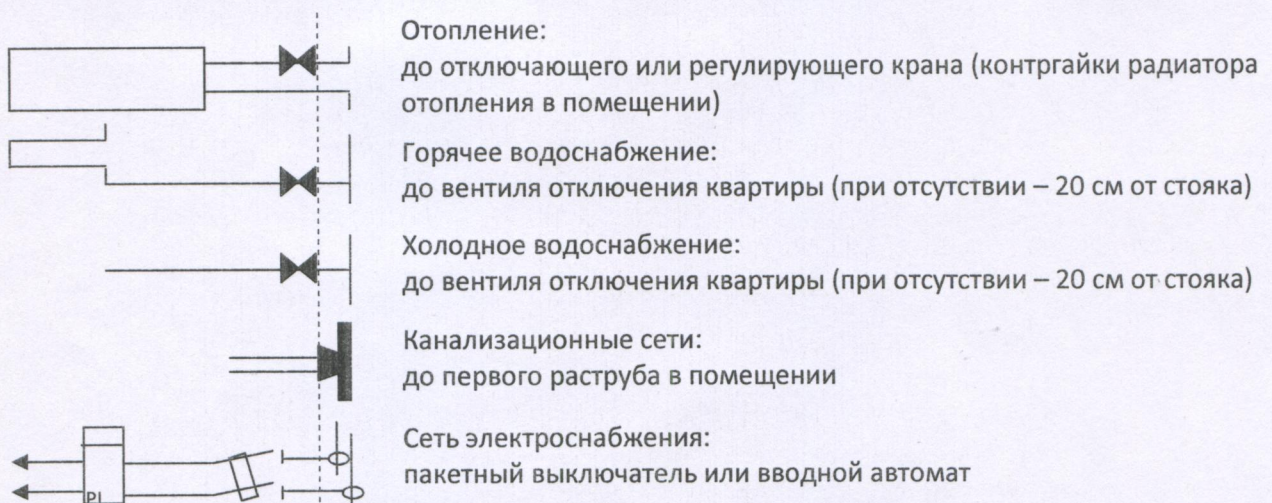 Отопление:
до отключающего или регулирующего крана (контргайки радиатора
отопления в помещении)
Горячее водоснабжение:
до вентиля отключения квартиры (при отсутствии – 20 см от стояка)
Холодное водоснабжение:
до вентиля отключения квартиры (при отсутствии – 20 см от стояка)
Канализационные сети:
до первого раструба в помещении
Сеть электроснабжения:
пакетный выключатель или вводной автомат
PI